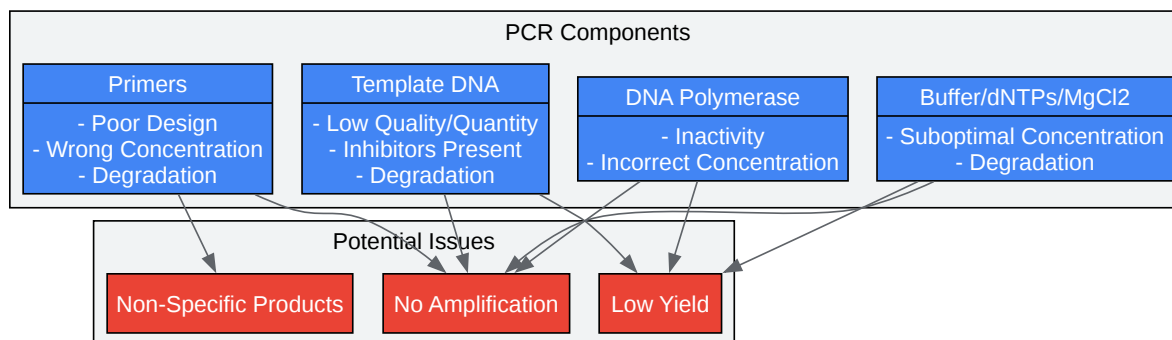 PCR Components
Primers
- Poor Design
- Wrong Concentration
- Degradation
Template DNA
- Low Quality/Quantity
- Inhibitors Present
- Degradation
DNA Polymerase
- Inactivity
- Incorrect Concentration
Buffer/dNTPs/MgCl2
- Suboptimal Concentration
- Degradation
Potential Issues
Non-Specific Products
No Amplification
Low Yield